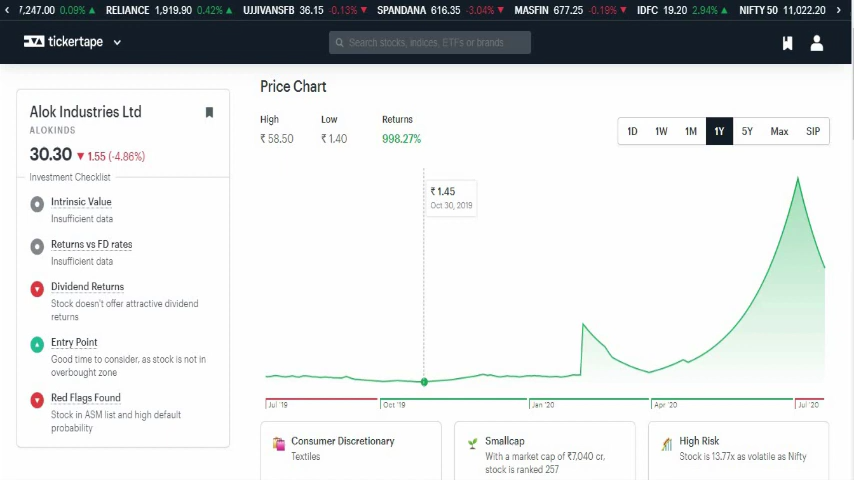 7,247.00 0.09% ▲ RELIANCE 1,919.90 0.42% ▲ UJJIVANSFB 36.15 -0.13% ▼ SPANDANA 616.35 -3.04% ▼ MASFIN 677.25 -0.19% ▼ IDFC 19.20 2.94% ▲ NIFTY 50 11,022.20
tickertape
Search stocks, indices, ETFs or brands
Alok Industries Ltd
ALOKINDS
30.30 ▼ 1.55 (-4.86%)
Investment Checklist
Intrinsic Value
Insufficient data
Returns vs FD rates
Insufficient data
Dividend Returns
Stock doesn't offer attractive dividend
returns
Entry Point
Good time to consider, as stock is not in
overbought zone
Red Flags Found
Stock in ASM list and high default
probability
Price Chart
High Low Returns
₹ 58.50 ₹ 1.40 998.27%
1D 1W 1M 1Y 5Y Max SIP
₹ 1.45
Oct 30, 2019
Jul '19 Oct '19 Jan '20 Apr '20 Jul '20
Consumer Discretionary
Textiles
Smallcap
With a market cap of ₹7,040 cr,
stock is ranked 257
High Risk
Stock is 13.77x as volatile as Nifty